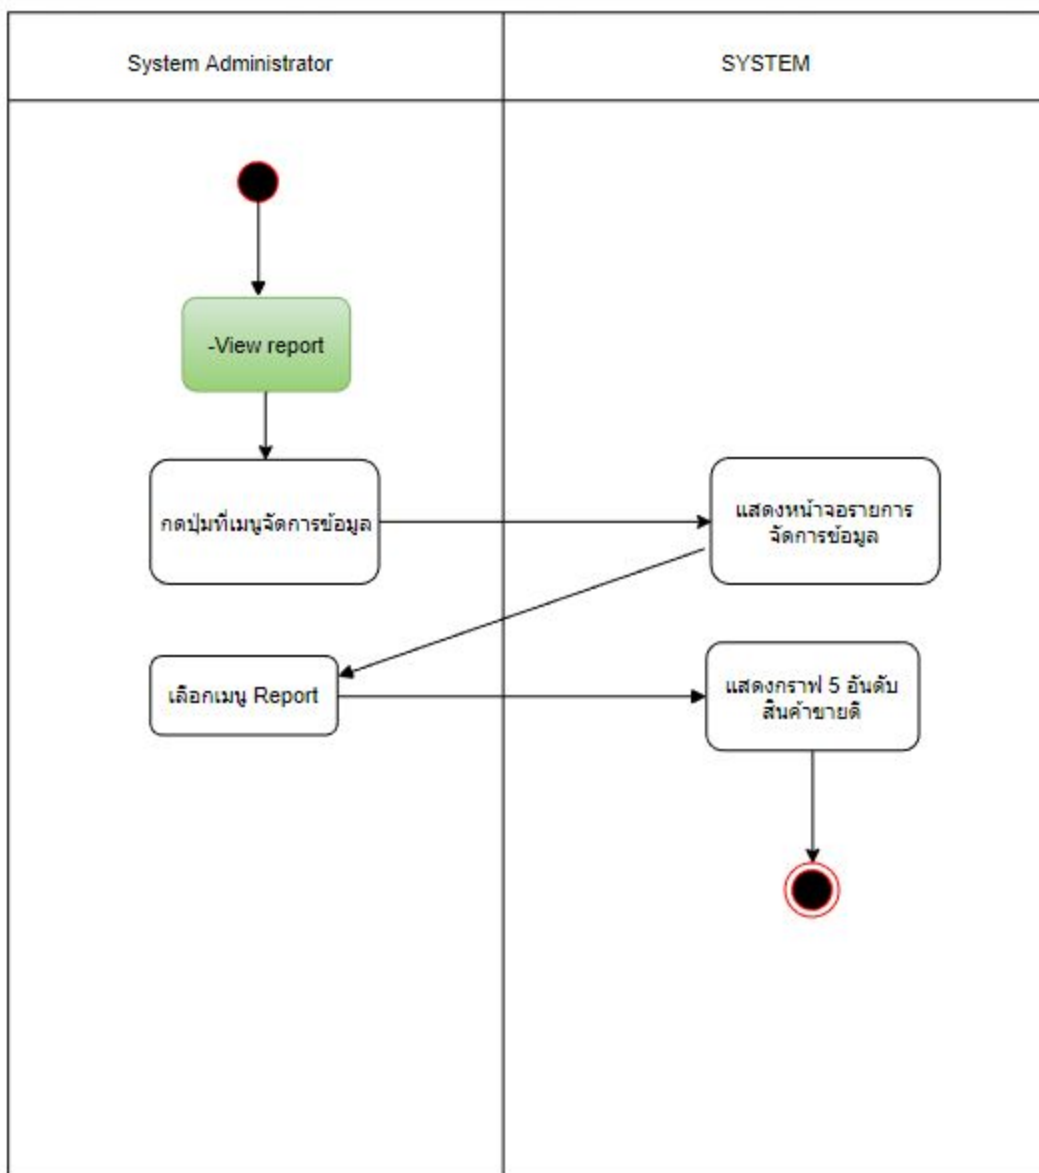 System Administrator
SYSTEM
-View report
กดปุ่มที่เมนูจัดการข้อมูล
แสดงหน้าจอรายการ
จัดการข้อมูล
เลือกเมนู Report
แสดงกราฟ 5 อันดับ
สินค้าขายดี